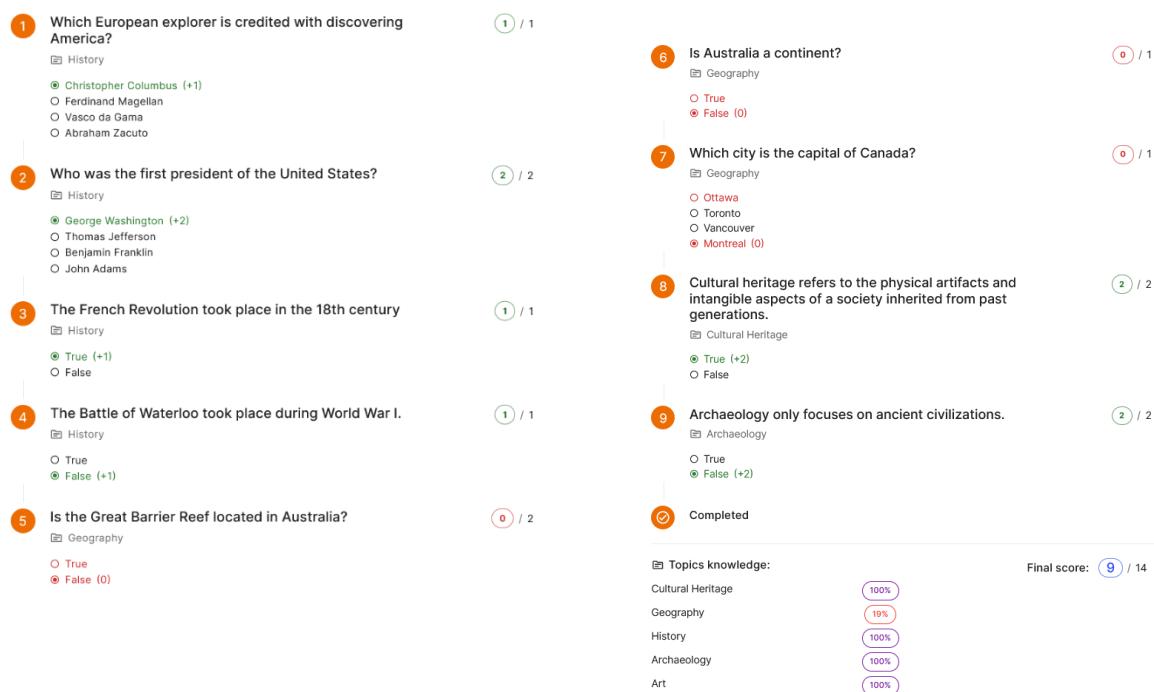 1
Which European explorer is credited with discovering
America?
1 / 1
History
Christopher Columbus (+1)
Ferdinand Magellan
Vasco da Gama
Abraham Zacuto
2
Who was the first president of the United States?
2 / 2
History
George Washington (+2)
Thomas Jefferson
Benjamin Franklin
John Adams
3
The French Revolution took place in the 18th century
1 / 1
History
True (+1)
False
4
The Battle of Waterloo took place during World War I.
1 / 1
History
True
False (+1)
5
Is the Great Barrier Reef located in Australia?
0 / 2
Geography
True
False (0)
6
Is Australia a continent?
0 / 1
Geography
True
False (0)
7
Which city is the capital of Canada?
0 / 1
Geography
Ottawa
Toronto
Vancouver
Montreal (0)
8
Cultural heritage refers to the physical artifacts and
intangible aspects of a society inherited from past
generations.
2 / 2
Cultural Heritage
True (+2)
False
9
Archaeology only focuses on ancient civilizations.
2 / 2
Archaeology
True
False (+2)
Completed
Topics knowledge:
Final score: 9 / 14
Cultural Heritage 100%
Geography 19%
History 100%
Archaeology 100%
Art 100%